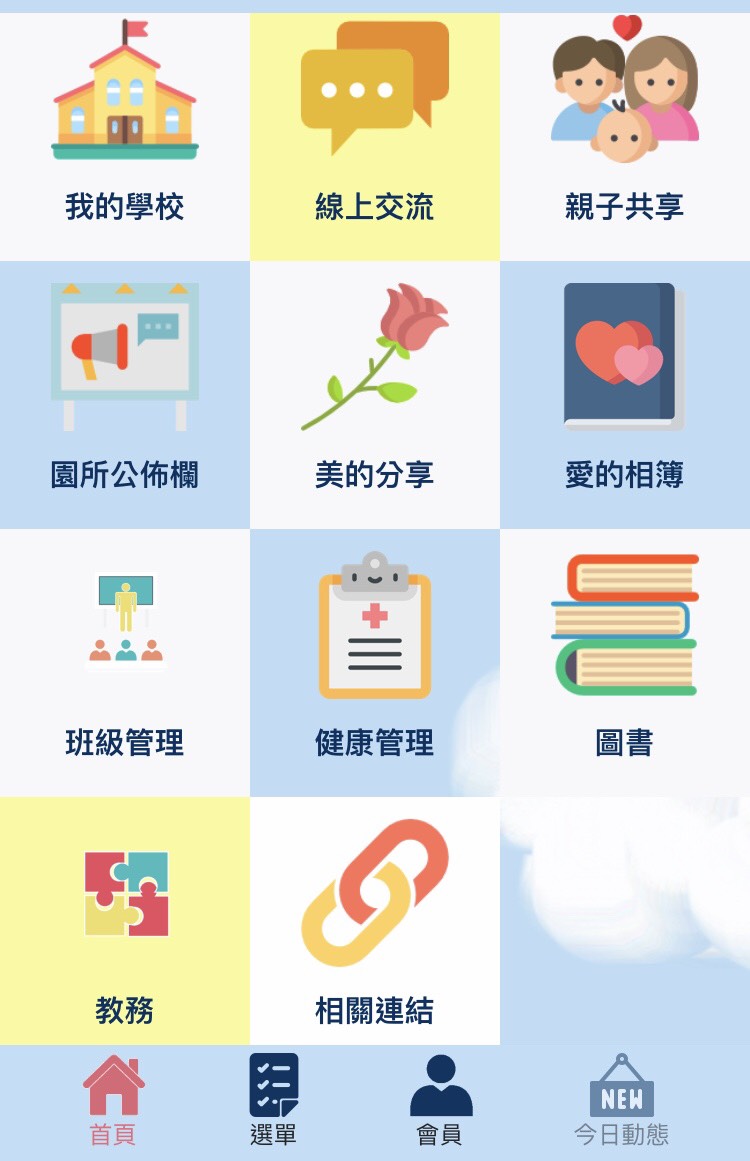 我的學校
線上交流
親子共享
園所公佈欄
美的分享
愛的相簿
班級管理
健康管理
圖書
教務
相關連結
NEW
首頁
選單
會員
今日動態